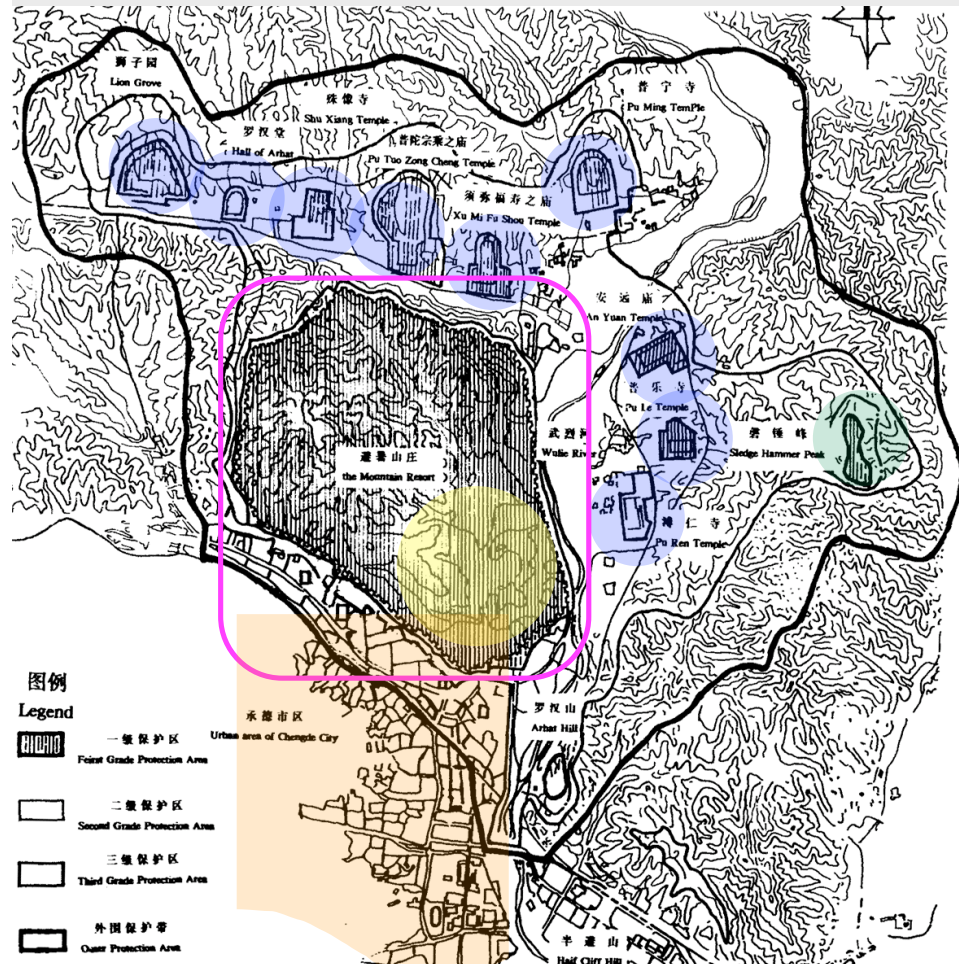 狮子园
Lion Grove
殊像寺
Shu Xiang Temple
罗汉堂
Hall of Arhat
普陀宗乘之庙
Pu Tuo Zong Cheng Temple
须弥福寿之庙
Xu Mi Fu Shou Temple
普宁寺
Pu Ming TemPle
安远庙
An Yuan Temple
普乐寺
Pu Le Temple
武烈河
Wulie River
磬锤峰
Sledge Hammer Peak
避暑山庄
the Mountain Resort
溥仁寺
Pu Ren Temple
罗汉山
Arhat Hill
承德市区
Urban area of Chengde City
半避山
Half Cliff Hill
图例
Legend
一级保护区
Feirst Grade Protection Area
二级保护区
Second Grade Protection Area
三级保护区
Third Grade Protection Area
外围保护带
Outer Protection Area